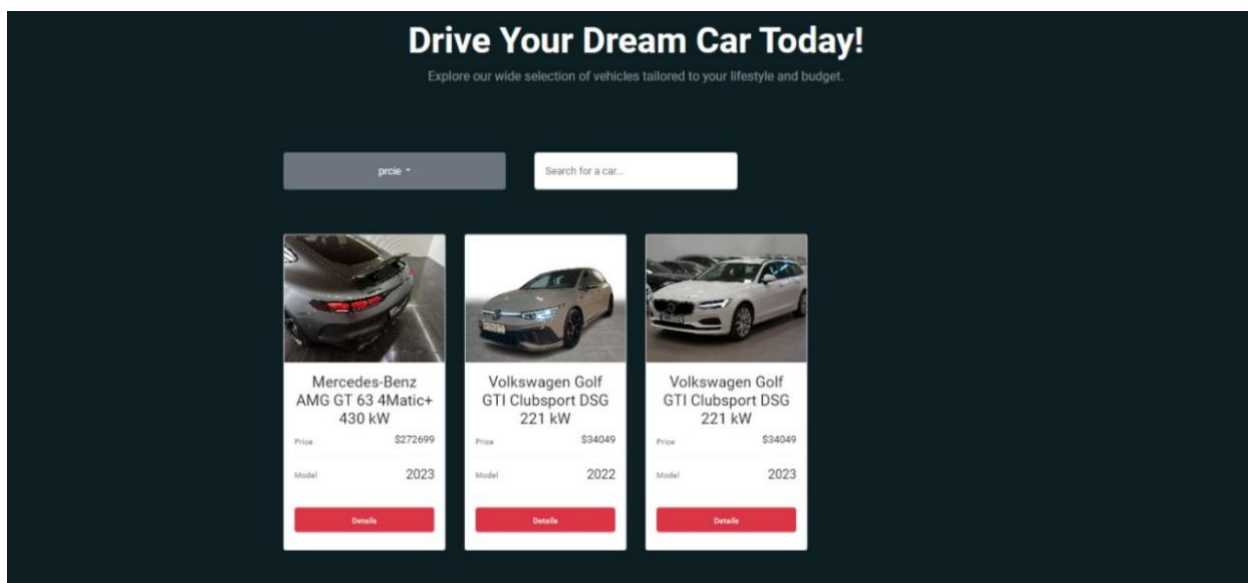 Drive Your Dream Car Today!
Explore our wide selection of vehicles tailored to your lifestyle and budget.
prcie
Search for a car...
Mercedes-Benz
AMG GT 63 4Matic+
430 kW
Price $272699
Model 2023
Details
Volkswagen Golf
GTI Clubsport DSG
221 kW
Price $34049
Model 2022
Details
Volkswagen Golf
GTI Clubsport DSG
221 kW
Price $34049
Model 2023
Details